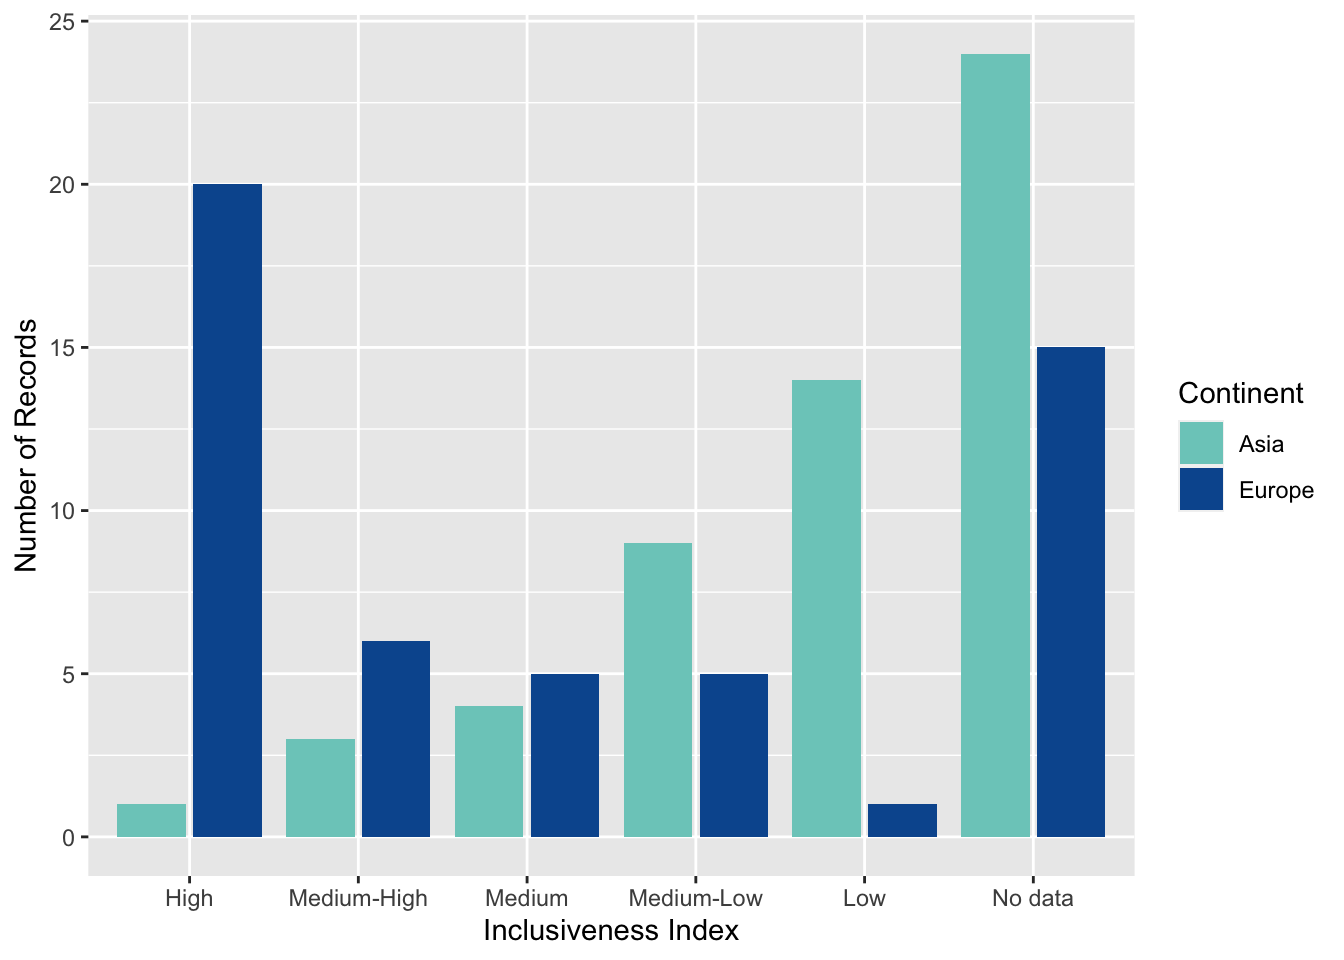 25
20
15
10
5
0
Number of Records
High Medium-High Medium Medium-Low Low No data
Inclusiveness Index
Continent
Asia
Europe